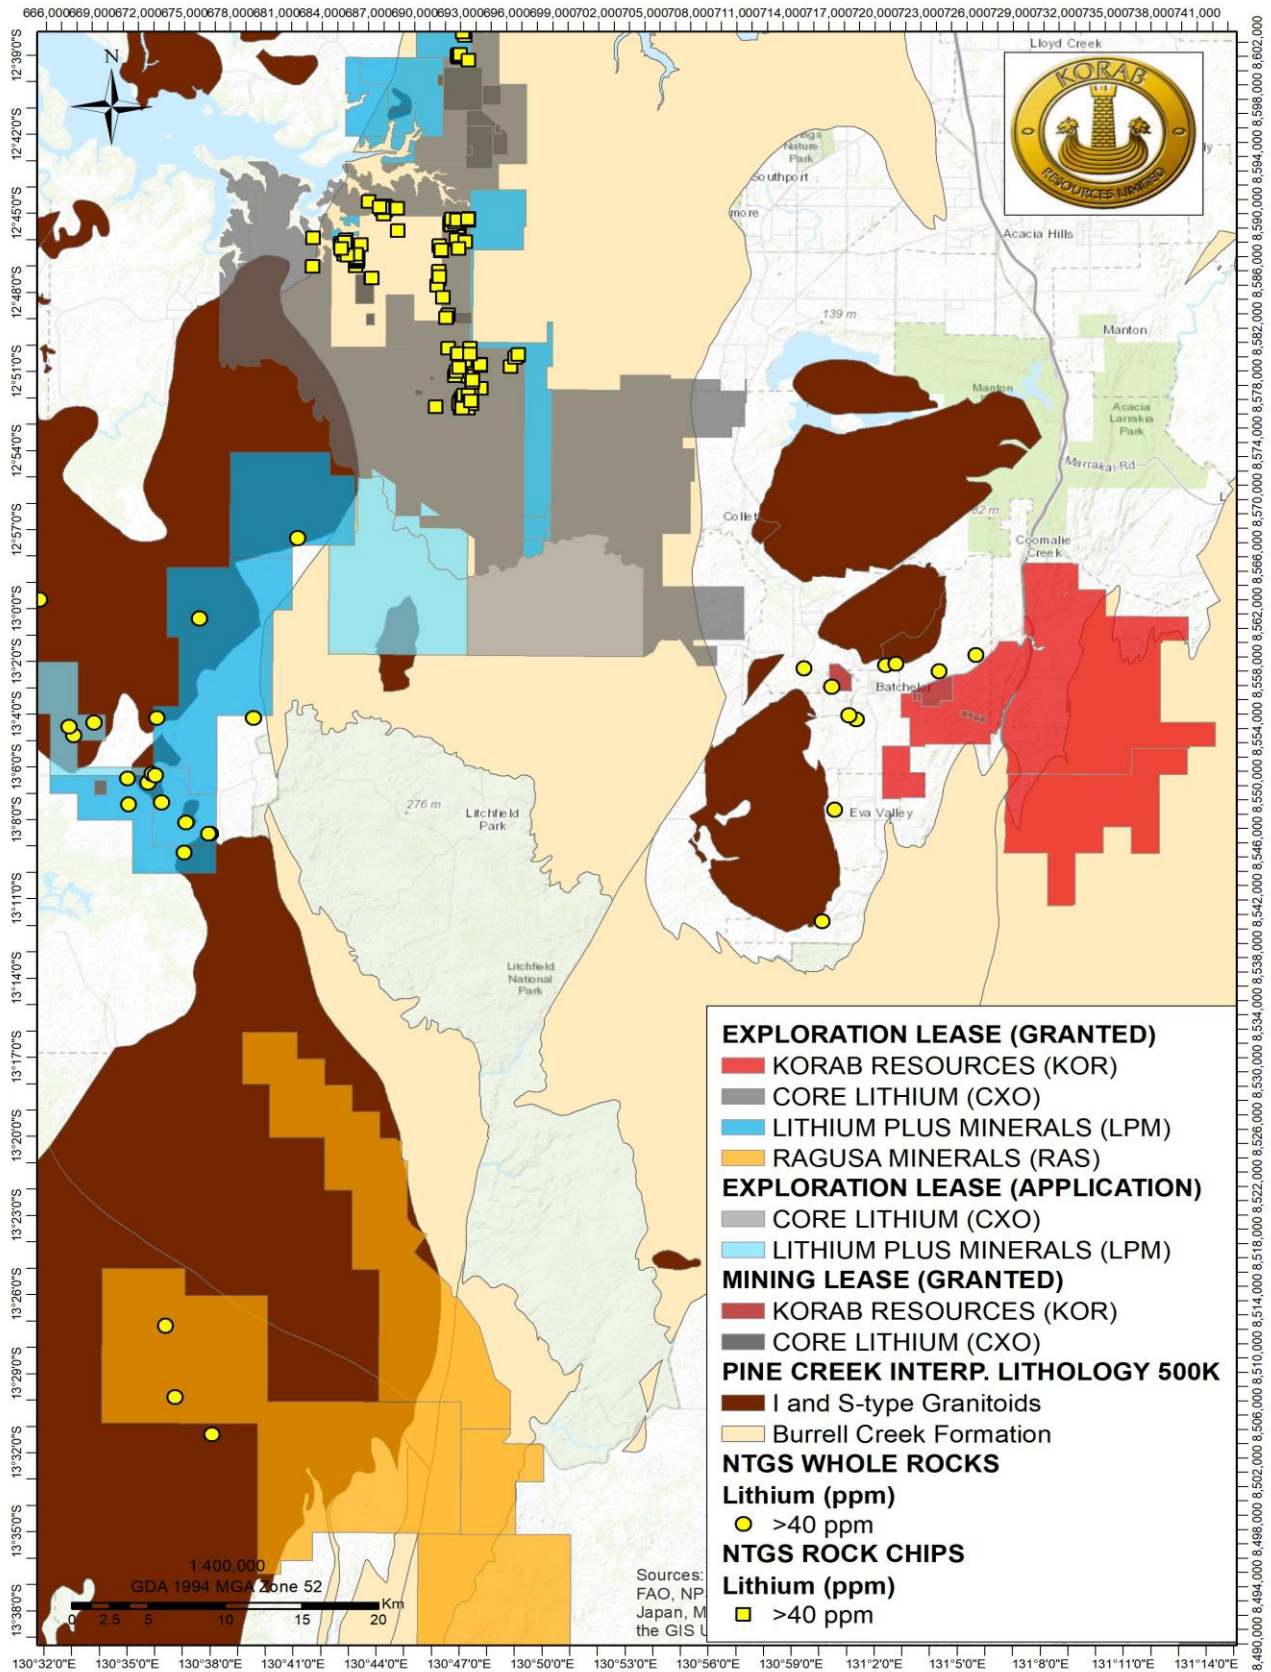 666,000669,000672,000675,000678,000681,000684,000687,000690,000693,000696,000699,000702,000705,000708,000711,000714,000717,000720,000723,000726,000729,000732,000735,000738,000741,000
N
Lloyd Creek
KORAB
RESOURCES LIMITED
Nature
Park
Southport
more
Acacia Hills
139 m
Manton
Manton
Acacia
Larrakia
Park
Marrakai Rd
82 m
Collet
Coomalie
Creek
Batchelor
276 m
Litchfield
Park
Eva Valley
Litchfield
National
Park
12°39'0"S
12°42'0"S
12°45'0"S
12°48'0"S
12°51'0"S
12°54'0"S
12°57'0"S
13°0'0"S
13°2'0"S
13°4'0"S
13°6'0"S
13°8'0"S
13°11'0"S
13°14'0"S
13°17'0"S
13°20'0"S
13°23'0"S
13°26'0"S
13°29'0"S
13°32'0"S
13°35'0"S
13°38'0"S
8,602,000
8,598,000
8,594,000
8,590,000
8,586,000
8,582,000
8,578,000
8,574,000
8,570,000
8,566,000
8,562,000
8,558,000
8,554,000
8,550,000
8,546,000
8,542,000
8,538,000
8,534,000
8,530,000
8,526,000
8,522,000
8,518,000
8,514,000
8,510,000
8,506,000
8,502,000
8,498,000
8,494,000
8,490,000
EXPLORATION LEASE (GRANTED)
KORAB RESOURCES (KOR)
CORE LITHIUM (CXO)
LITHIUM PLUS MINERALS (LPM)
RAGUSA MINERALS (RAS)
EXPLORATION LEASE (APPLICATION)
CORE LITHIUM (CXO)
LITHIUM PLUS MINERALS (LPM)
MINING LEASE (GRANTED)
KORAB RESOURCES (KOR)
CORE LITHIUM (CXO)
PINE CREEK INTERP. LITHOLOGY 500K
I and S-type Granitoids
Burrell Creek Formation
NTGS WHOLE ROCKS
Lithium (ppm)
>40 ppm
NTGS ROCK CHIPS
Lithium (ppm)
>40 ppm
Sources:
FAO, NP
Japan, M
the GIS U
1:400,000
GDA 1994 MGA Zone 52
Km
0 2.5 5 10 15 20
130°32'0"E 130°35'0"E 130°38'0"E 130°41'0"E 130°44'0"E 130°47'0"E 130°50'0"E 130°53'0"E 130°56'0"E 130°59'0"E 131°2'0"E 131°5'0"E 131°8'0"E 131°11'0"E 131°14'0"E